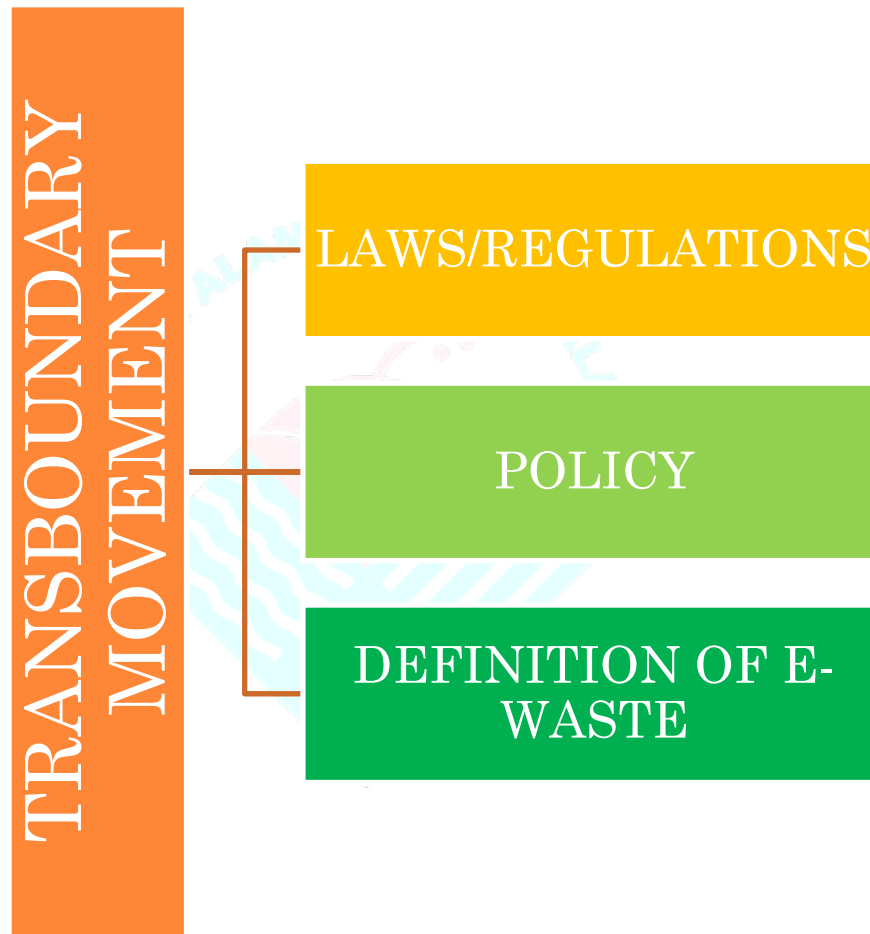 TRANSBOUNDARY
MOVEMENT
LAWS/REGULATIONS
POLICY
DEFINITION OF E-
WASTE